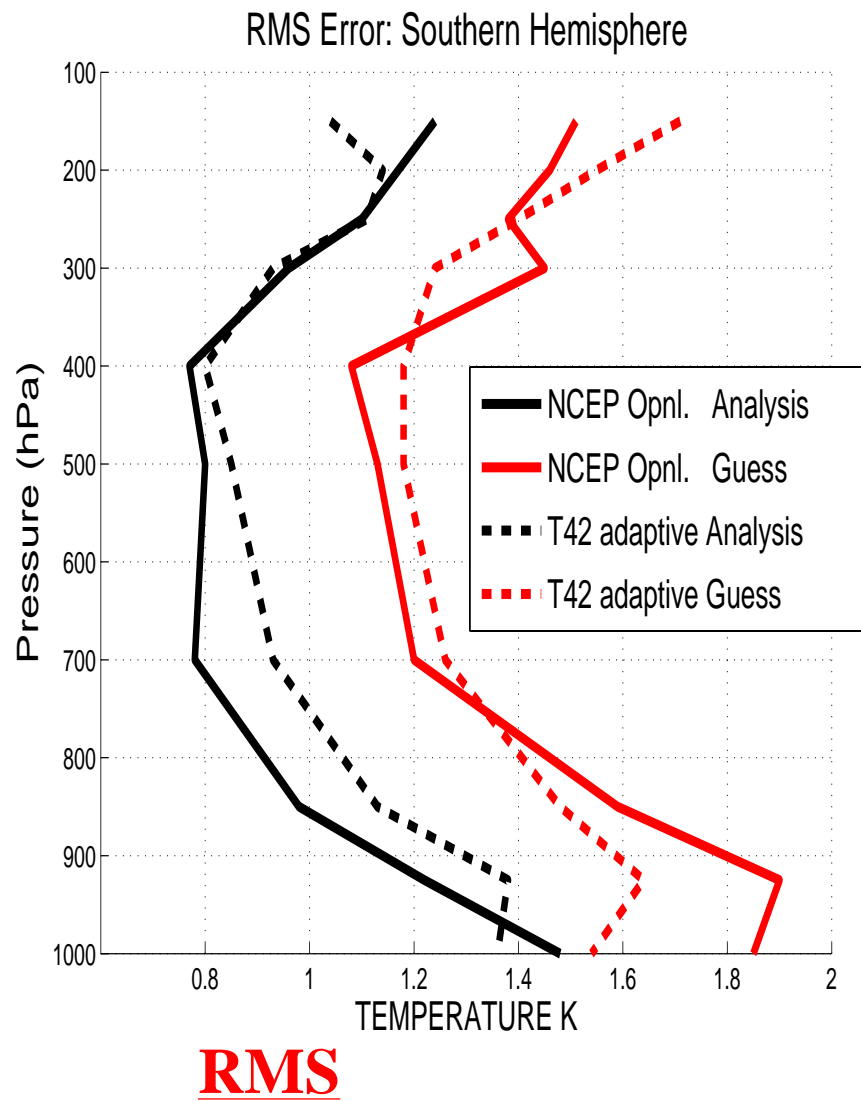 RMS Error: Southern Hemisphere
100
200
300
400
500
600
700
800
900
1000
Pressure (hPa)
NCEP Opnl. Analysis
NCEP Opnl. Guess
T42 adaptive Analysis
T42 adaptive Guess
0.8 1 1.2 1.4 1.6 1.8 2
TEMPERATURE K
RMS